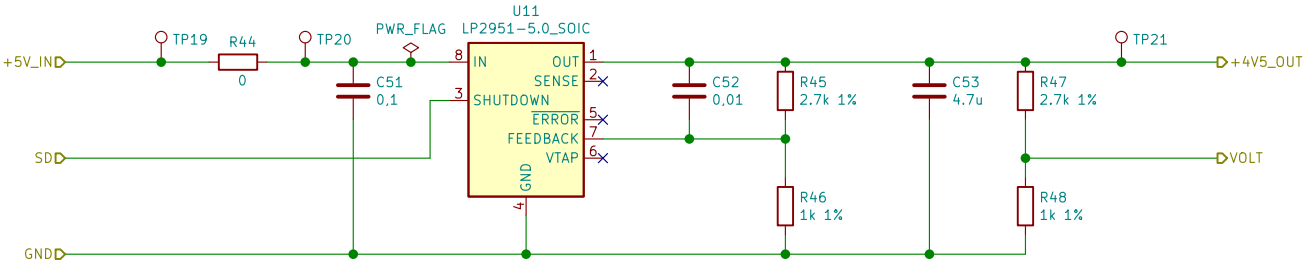 U11
LP2951-5.0_SOIC
PWR_FLAG
TP19
R44
0
TP20
TP21
+5V_IN
8
IN
OUT
1
+4V5_OUT
SENSE
2
C51
0,1
C52
0,01
R45
2.7k 1%
C53
4.7u
R47
2.7k 1%
3
SHUTDOWN
ERROR
5
FEEDBACK
7
SD
VTAP
6
VOLT
GND
4
R46
1k 1%
R48
1k 1%
GND